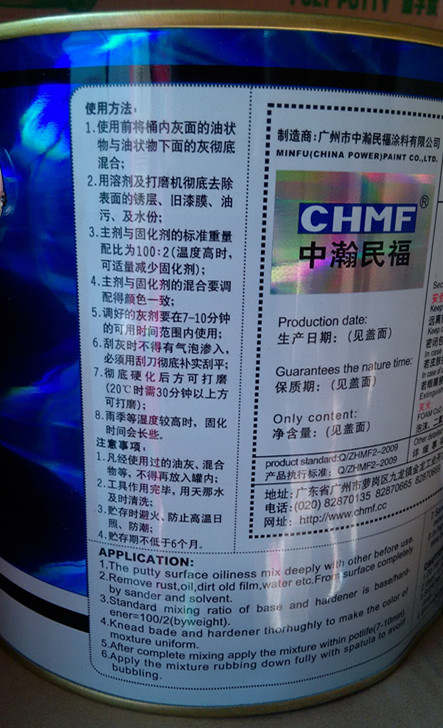 POLY PUTTY
使用方法:
1.使用前将桶内灰面的油状
物与油状物下面的灰彻底
混合;
2.用溶剂及打磨机彻底去除
表面的锈层、旧漆膜、油
污、及水份;
3.主剂与固化剂的标准重量
配比为100:2(温度高时,
可适量减少固化剂);
4.主剂与固化剂的混合要调
配得颜色一致;
5.调好的灰剂要在7-10分钟
的可用时间范围内使用;
6.刮灰时不得有气泡渗入,
必须用刮刀彻底补实刮平;
7.彻底硬化后方可打磨
(20℃时需30分钟以上方
可打磨);
8.雨季等湿度较高时,固化
时间会长些。
注意事项:
1.凡经使用过的油灰、混合
物等,不得再放入罐内;
2.工具作用完毕,用天那水
及时清洗;
3.贮存时避火、防止高温日
照、防潮;
4.贮存期不低于6个月。
制造商:广州市中瀚民福涂料有限公司
MINFU(CHINA POWER)PAINT CO.,LTD.
CHMF®
中瀚民福
Production date:
生产日期:(见盖面)
Guarantees the nature time:
保质期:(见盖面)
Only content:
净含量:(见盖面)
product standard:Q/ZHMF2-2009
产品执行标准: Q/ZHMF2-2009
地址:广东省广州市萝岗区九龙镇金龙工业
电话:(020) 82870135 82870665
网址: http://www.chmf.cc
APPLICATION:
1.The putty surface oiliness mix deeply with other before use.
2.Remove rust,oil,dirt old film,water etc.From surface completely
by sander and solvent.
3.Standard mixing ratio of base and hardener is base/hard-
ener=100/2(byweight).
4.Knead bade and hardener thorhughly to make the color of
moxture uniform.
5.After complete mixing apply the mixture within potlife(7-10min)
6.Apply the mixture rubbing down fully with spatula to avoid
bubbling.